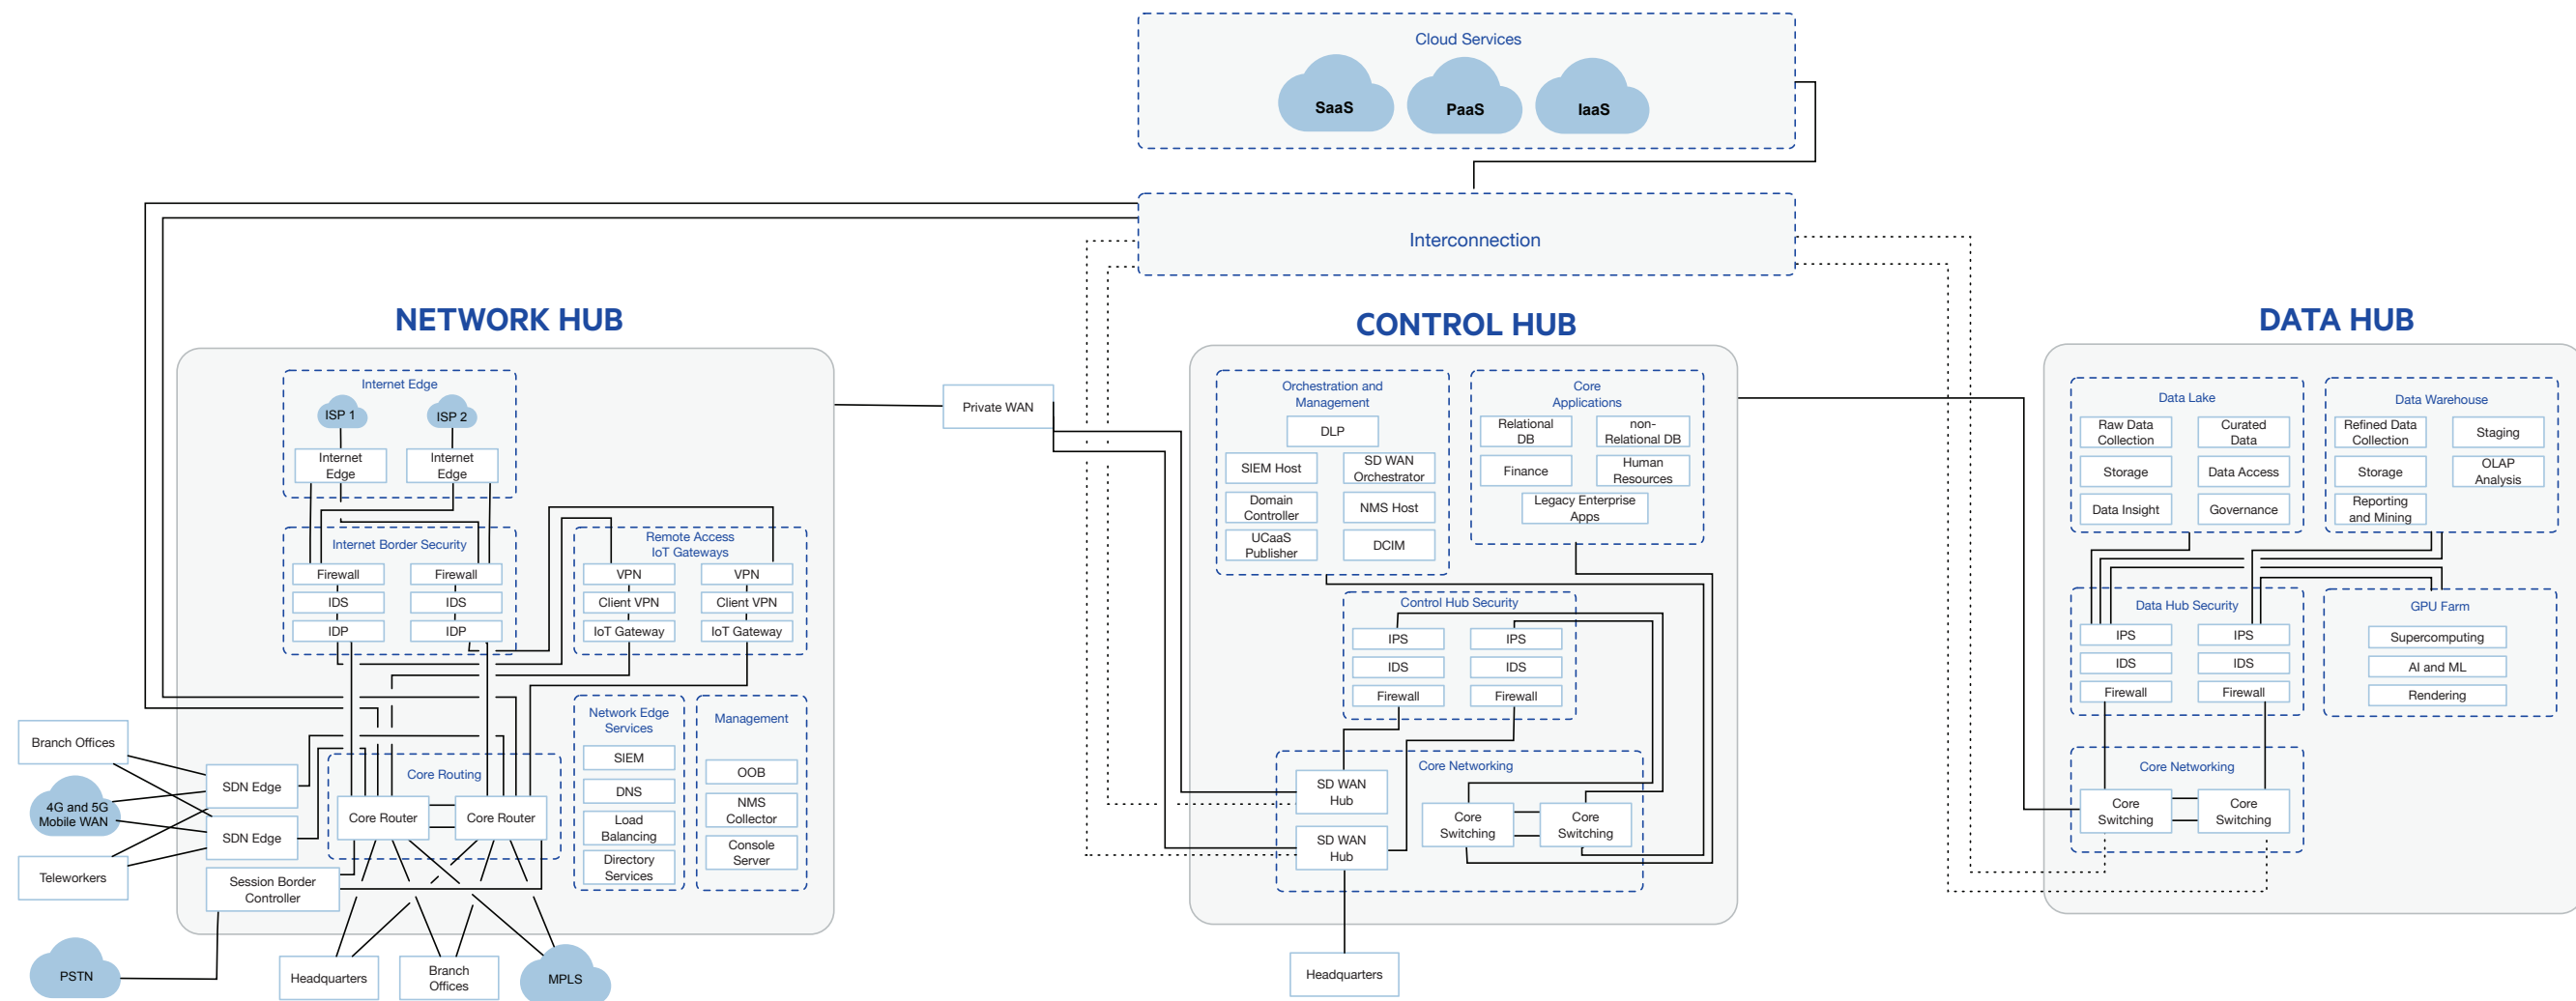 Cloud Services
SaaS
PaaS
IaaS
Interconnection
NETWORK HUB
Internet Edge
ISP 1
ISP 2
Internet
Edge
Internet
Edge
Internet Border Security
Firewall
IDS
IDP
Firewall
IDS
IDP
Remote Access
IoT Gateways
VPN
Client VPN
IoT Gateway
VPN
Client VPN
IoT Gateway
Network Edge
Services
SIEM
DNS
Load
Balancing
Directory
Services
Management
OOB
NMS
Collector
Console
Server
Core Routing
Core Router
Core Router
SDN Edge
SDN Edge
Session Border
Controller
Branch Offices
4G and 5G
Mobile WAN
Teleworkers
PSTN
Headquarters
Branch
Offices
MPLS
Private WAN
CONTROL HUB
Orchestration and
Management
DLP
SIEM Host
SD WAN
Orchestrator
Domain
Controller
NMS Host
UCaaS
Publisher
DCIM
Core
Applications
Relational
DB
non-
Relational DB
Finance
Human
Resources
Legacy Enterprise
Apps
Control Hub Security
IPS
IDS
Firewall
IPS
IDS
Firewall
Core Networking
SD WAN
Hub
SD WAN
Hub
Core
Switching
Core
Switching
Headquarters
DATA HUB
Data Lake
Raw Data
Collection
Curated
Data
Storage
Data Access
Data Insight
Governance
Data Warehouse
Refined Data
Collection
Staging
Storage
OLAP
Analysis
Reporting
and Mining
Data Hub Security
IPS
IDS
Firewall
IPS
IDS
Firewall
GPU Farm
Supercomputing
AI and ML
Rendering
Core Networking
Core
Switching
Core
Switching